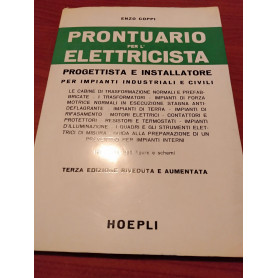 ENZO COPPI
PRONTUARIO
PER L'
ELETTRICISTA
PROGETTISTA E INSTALLATORE
PER IMPIANTI INDUSTRIALI E CIVILI
LE CABINE DI TRASFORMAZIONE NORMALI E PREFAB-
BRICATE - I TRASFORMATORI - IMPIANTI DI FORZA
MOTRICE NORMALI IN ESECUZIONE STAGNA ANTI-
DEFLAGRANTE - IMPIANTI DI TERRA - IMPIANTI DI
RIFASAMENTO - MOTORI ELETTRICI - CONTATTORI E
PROTETTORI - RESISTORI E TERMOSTATI - IMPIANTI
D'ILLUMINAZIONE - I QUADRI E GLI STRUMENTI ELET-
TRICI DI MISURA - GUIDA ALLA PREPARAZIONE DI UN
PER IMPIANTI INTERNI
figure e schemi
TERZA EDIZIONE RIVEDUTA E AUMENTATA
HOEPLI